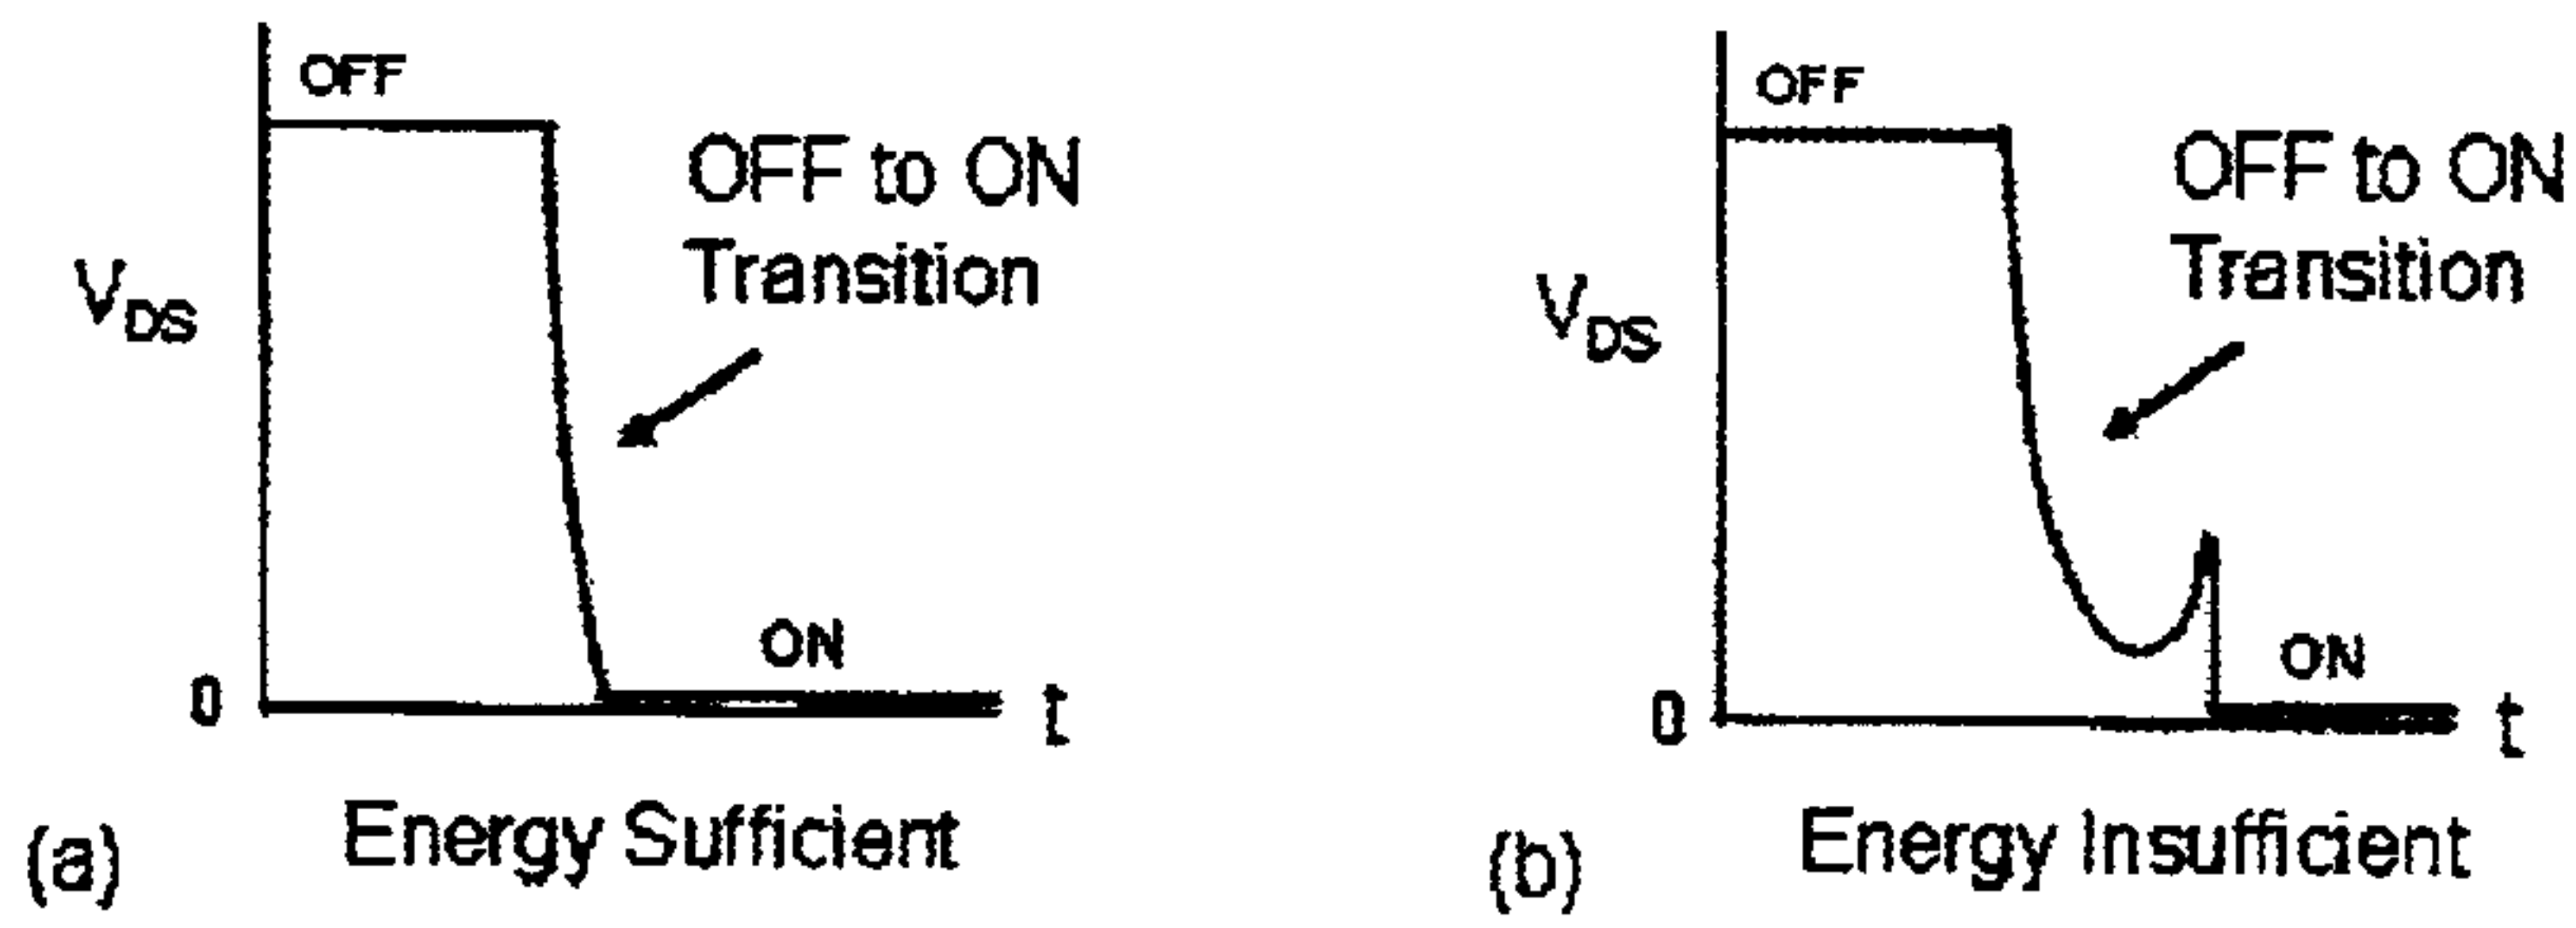 OFF
OFF to ON
Transition
V_DS
ON
0
t
(a) Energy Sufficient
OFF
OFF to ON
Transition
V_DS
ON
0
t
(b) Energy Insufficient